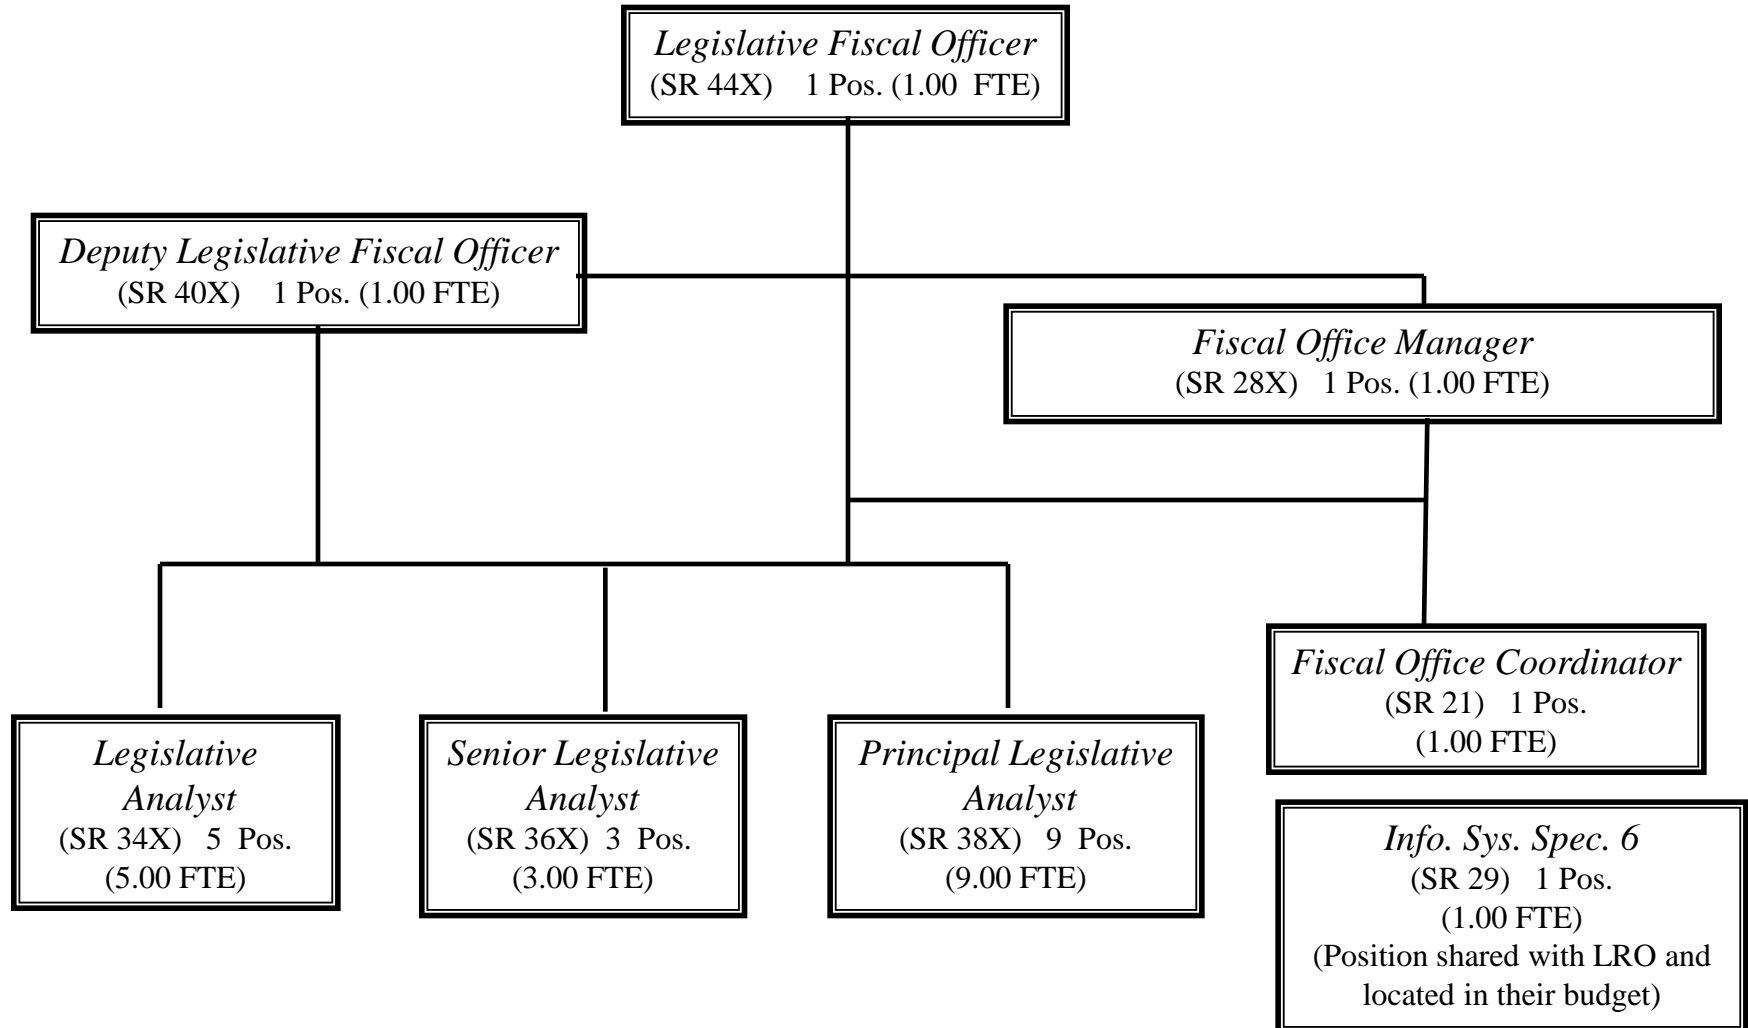 Legislative Fiscal Officer
(SR 44X) 1 Pos. (1.00 FTE)
Deputy Legislative Fiscal Officer
(SR 40X) 1 Pos. (1.00 FTE)
Fiscal Office Manager
(SR 28X) 1 Pos. (1.00 FTE)
Fiscal Office Coordinator
(SR 21) 1 Pos.
(1.00 FTE)
Legislative
Analyst
(SR 34X) 5 Pos.
(5.00 FTE)
Senior Legislative
Analyst
(SR 36X) 3 Pos.
(3.00 FTE)
Principal Legislative
Analyst
(SR 38X) 9 Pos.
(9.00 FTE)
Info. Sys. Spec. 6
(SR 29) 1 Pos.
(1.00 FTE)
(Position shared with LRO and
located in their budget)